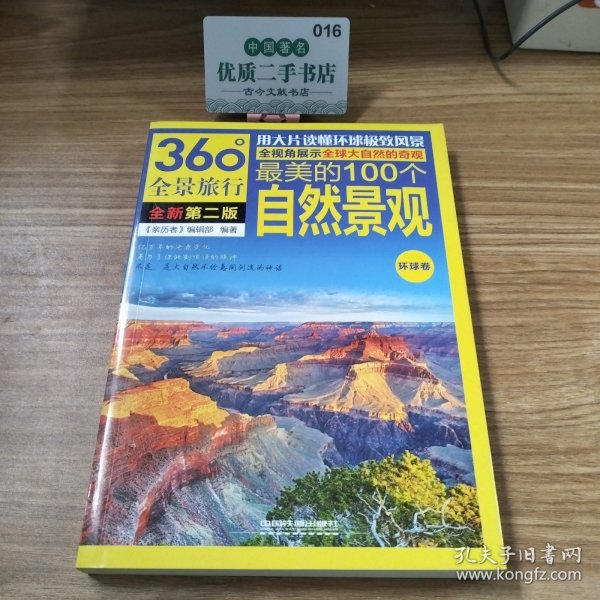 016
中国著名
优质二手书店
古今文献书店
360°
全景旅行
全新第二版
《亲历者》编辑部 编著
用大片读懂环球极致风景
全视角展示全球大自然的奇观
最美的100个
自然景观
环球卷
中国铁道出版社
孔夫子旧书网
www.kongfz.com